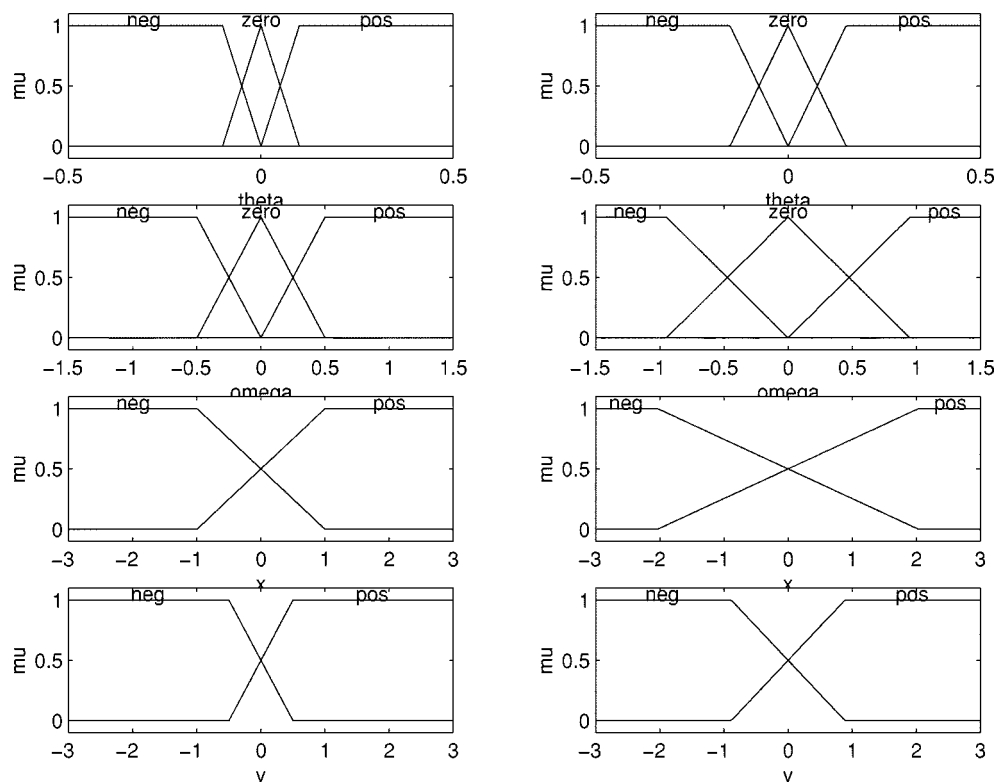 neg zero pos
1
0.5
0
mu
-0.5 0 0.5
theta
neg zero pos
1
0.5
0
mu
-0.5 0 0.5
theta
neg zero pos
1
0.5
0
mu
-1.5 -1 -0.5 0 0.5 1 1.5
omega
neg zero pos
1
0.5
0
mu
-1.5 -1 -0.5 0 0.5 1 1.5
omega
neg pos
1
0.5
0
mu
-3 -2 -1 0 1 2 3
x
neg pos
1
0.5
0
mu
-3 -2 -1 0 1 2 3
x
neg pos
1
0.5
0
mu
-3 -2 -1 0 1 2 3
v
neg pos
1
0.5
0
mu
-3 -2 -1 0 1 2 3
v